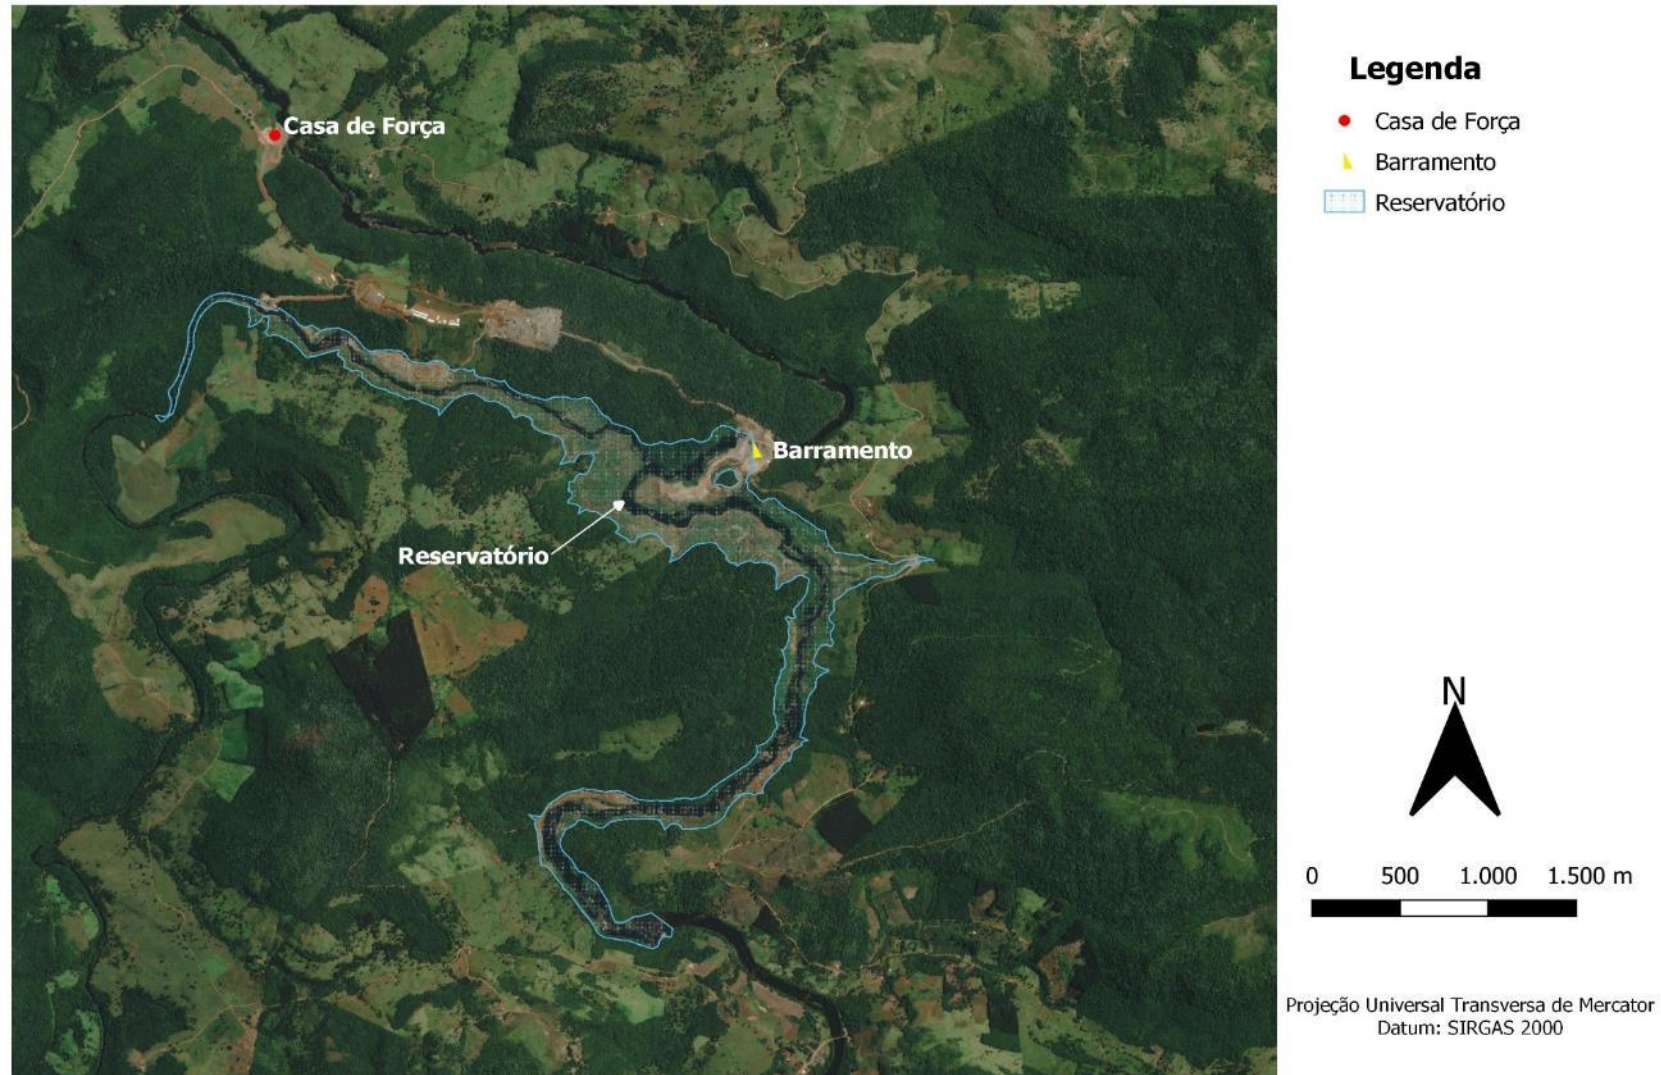 Casa de Força
Barramento
Reservatório
Legenda
Casa de Força
Barramento
Reservatório
N
0 500 1.000 1.500 m
Projeção Universal Transversa de Mercator
Datum: SIRGAS 2000